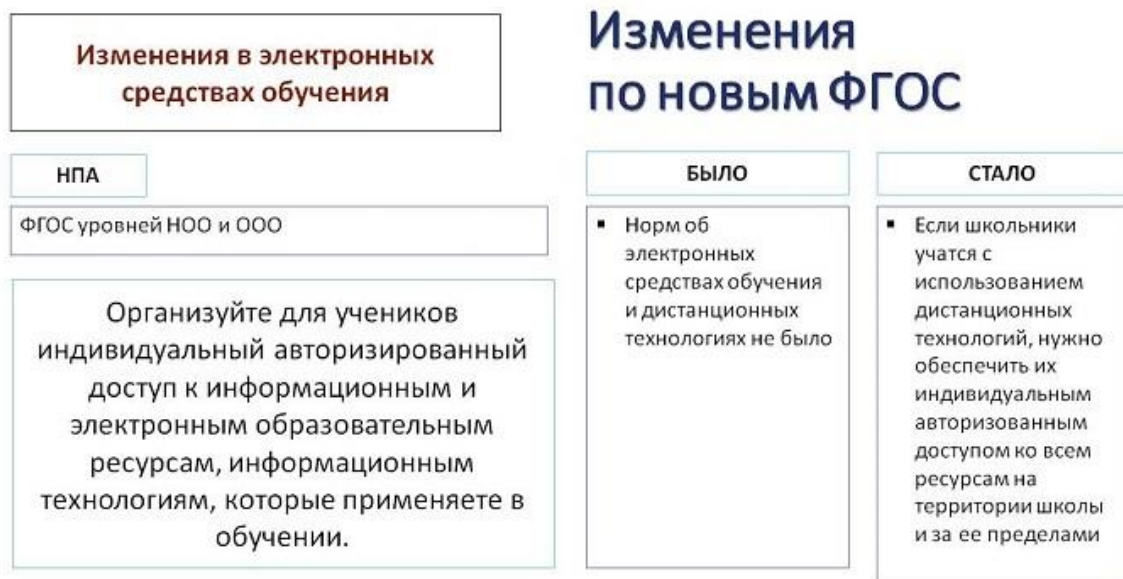 Изменения в электронных
средствах обучения
Изменения
по новым ФГОС
НПА
ФГОС уровней НОО и ООО
Организуйте для учеников
индивидуальный авторизированный
доступ к информационным и
электронным образовательным
ресурсам, информационным
технологиям, которые применяете в
обучении.
БЫЛО
▪ Норм об
электронных
средствах обучения
и дистанционных
технологиях не было
СТАЛО
▪ Если школьники
учатся с
использованием
дистанционных
технологий, нужно
обеспечить их
индивидуальным
авторизованным
доступом ко всем
ресурсам на
территории школы
и за ее пределами